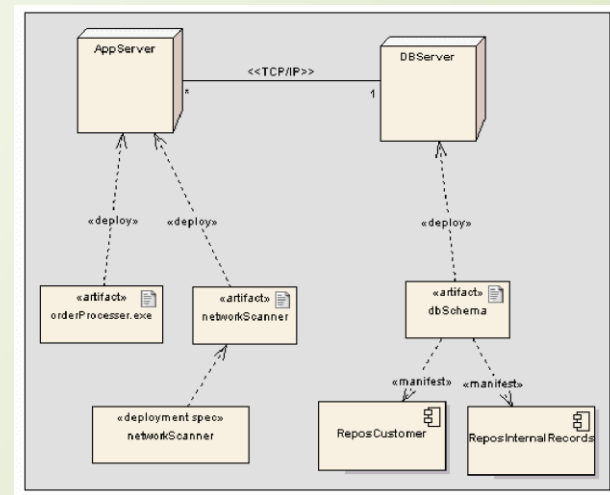 AppServer
DBServer
<<TCP/IP>>
*
1
«deploy»
«deploy»
«deploy»
«artifact»
orderProcesser.exe
«artifact»
networkScanner
«artifact»
dbSchema
«manifest»
«manifest»
«deployment spec»
networkScanner
ReposCustomer
ReposInternalRecords